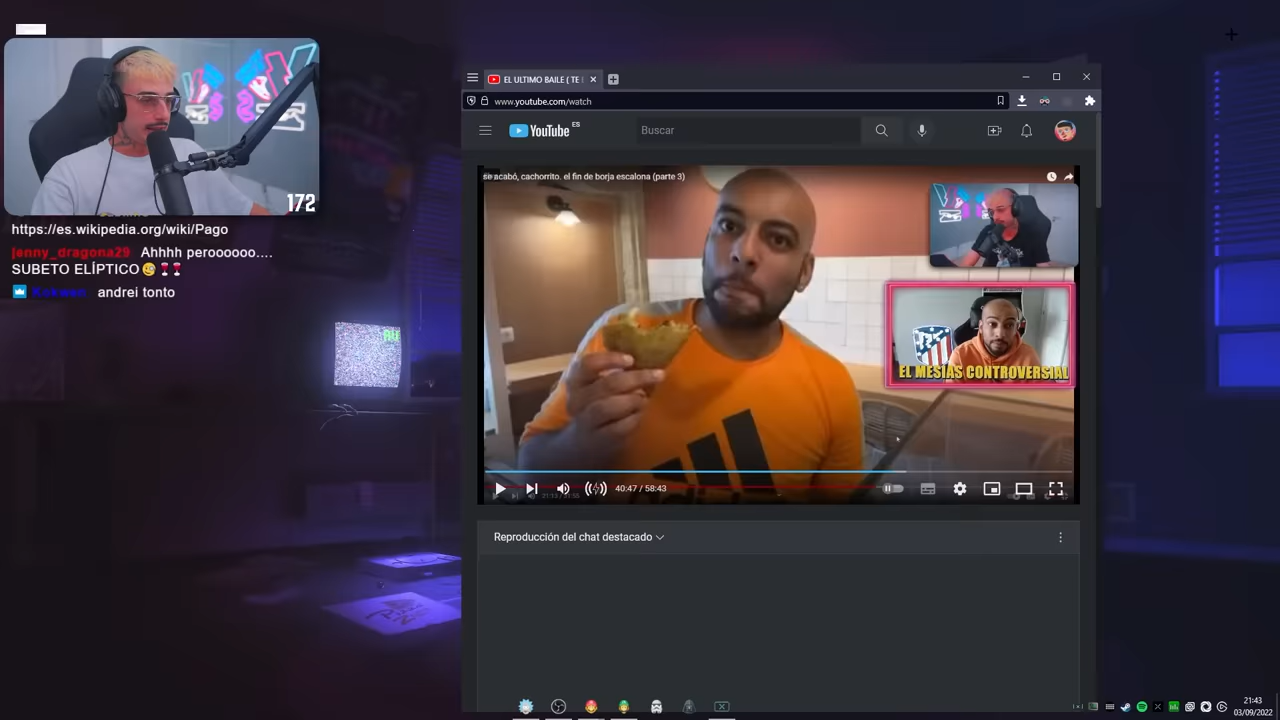 172
https://es.wikipedia.org/wiki/Pago
jenny_dragona29 Ahhhh peroooooo....
SUBETO ELÍPTICO
andrei tonto
EL ULTIMO BAILE ( TE
www.youtube.com/watch
YouTube ES
Buscar
se acabó, cachorrito. el fin de borja escalona (parte 3)
EL MESIAS CONTROVERSIAL
40:47 / 58:43
Reproducción del chat destacado
21:43
03/09/2022